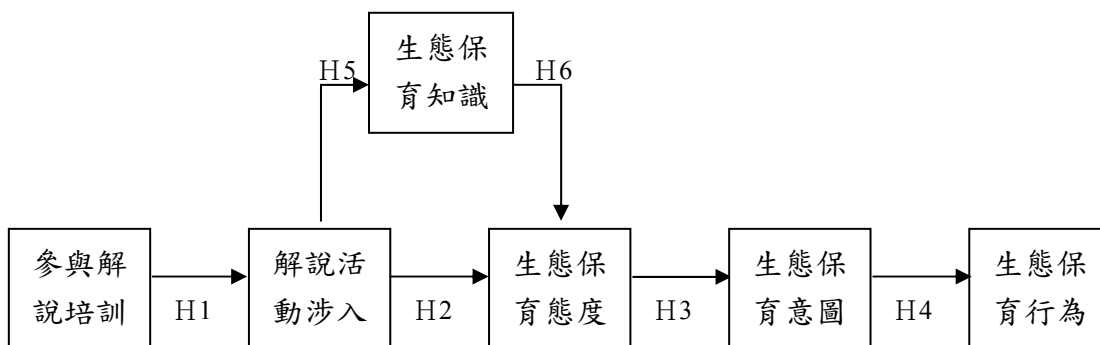 生態保
育知識
H5
H6
參與解
說培訓
H1
解說活
動涉入
H2
生態保
育態度
H3
生態保
育意圖
H4
生態保
育行為